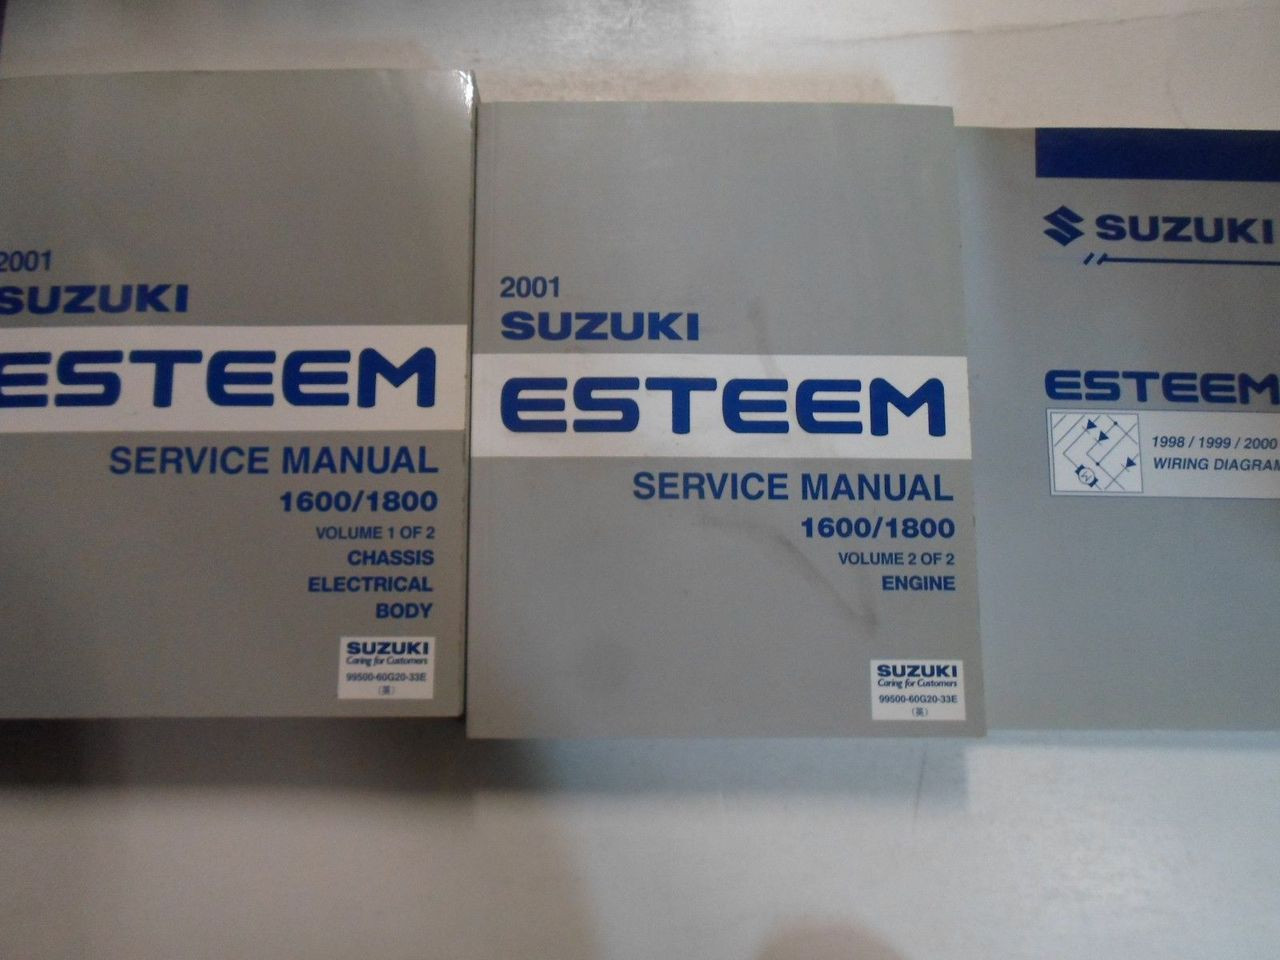 2001
SUZUKI
ESTEEM
SERVICE MANUAL
1600/1800
VOLUME 1 OF 2
CHASSIS
ELECTRICAL
BODY
SUZUKI
Caring for Customers
99500-60G20-33E
(英)
2001
SUZUKI
ESTEEM
SERVICE MANUAL
1600/1800
VOLUME 2 OF 2
ENGINE
SUZUKI
Caring for Customers
99500-60G20-33E
(英)
SUZUKI
ESTEEM
M
1998 / 1999 / 2000
WIRING DIAGRAM